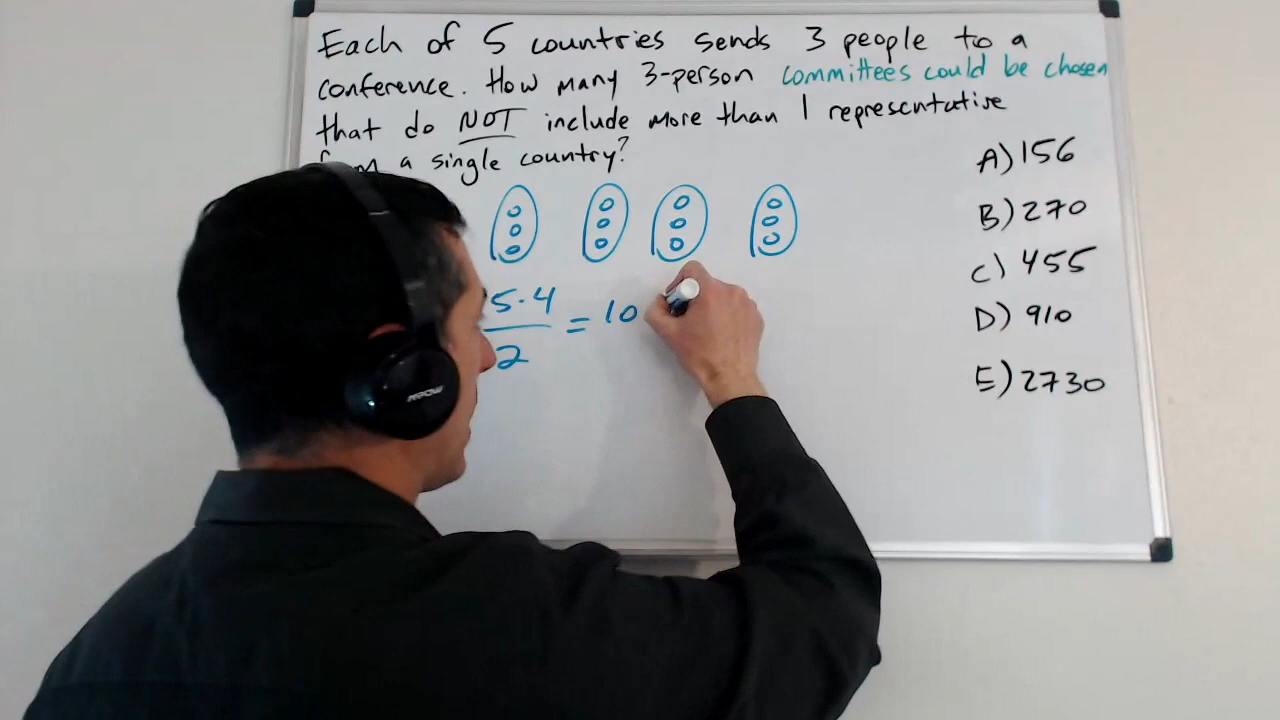 Each of 5 countries sends 3 people to a
conference. How many 3-person committees could be chosen
that do NOT include more than 1 representative
a single country?
A) 156
B) 270
C) 455
D) 910
E) 2730
5·4
2
= 10
MPOW